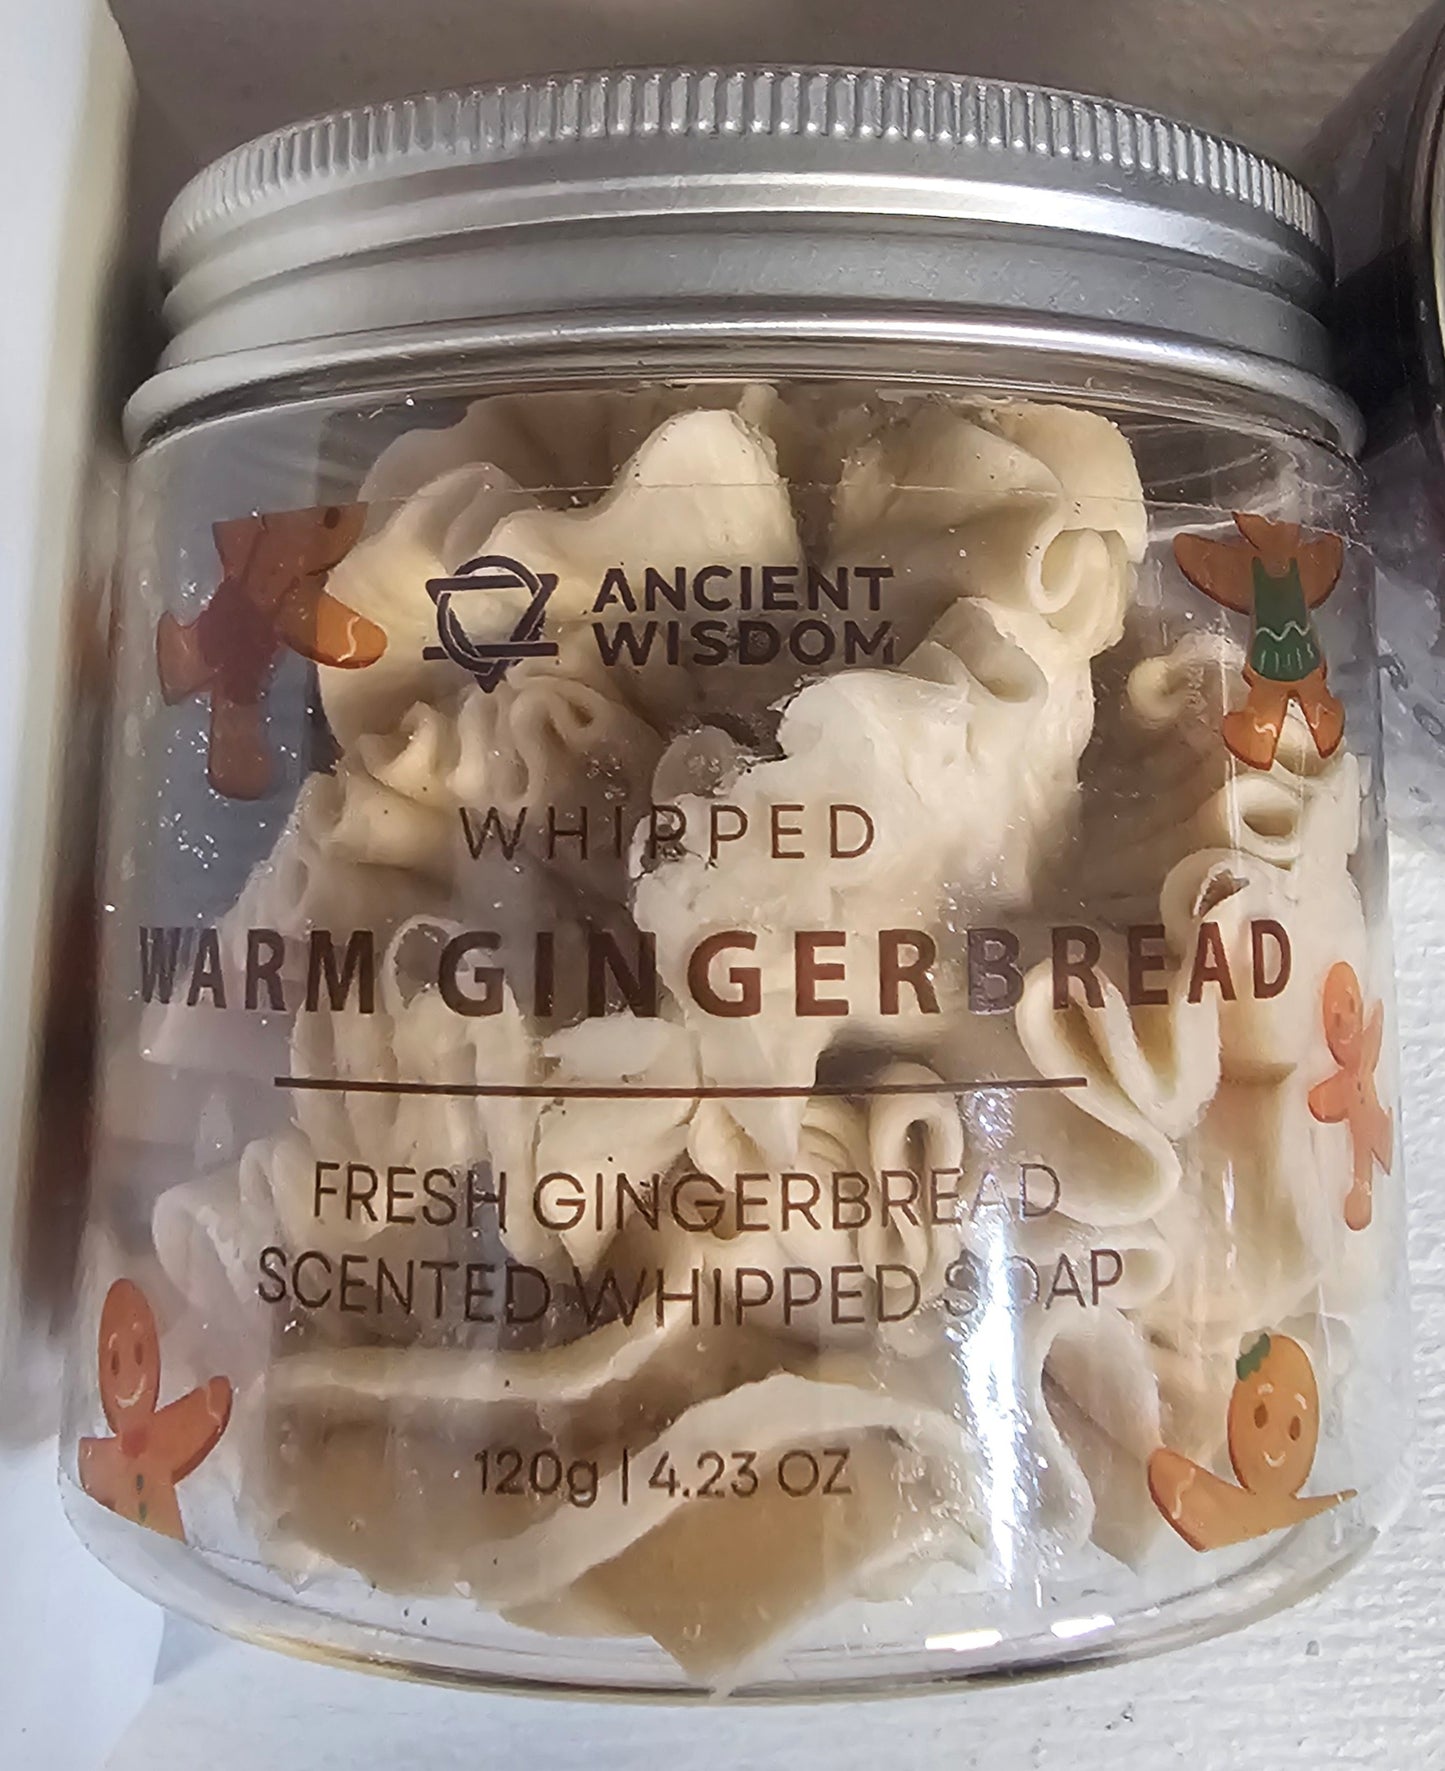 ANCIENT
WISDOM
WHIPPED
WARM GINGERBREAD
FRESH GINGERBREAD
SCENTED WHIPPED SOAP
120g | 4.23 OZ